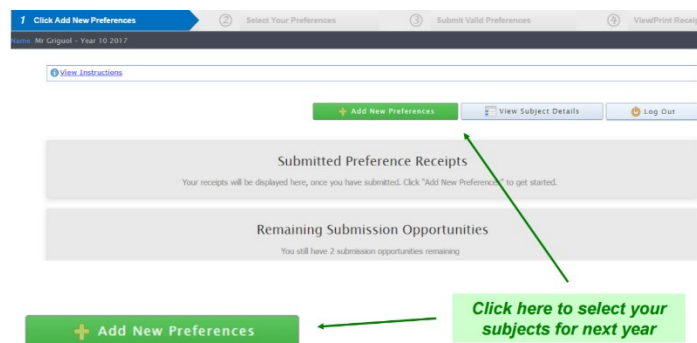 1 Click Add New Preferences
2 Select Your Preferences
3 Submit Valid Preferences
4 View/Print Receipt
Name: Mr Griguol - Year 10 2017
View Instructions
Add New Preferences
View Subject Details
Log Out
Submitted Preference Receipts
Your receipts will be displayed here, once you have submitted. Click "Add New Preferences" to get started.
Remaining Submission Opportunities
You still have 2 submission opportunities remaining
Add New Preferences
Click here to select your
subjects for next year